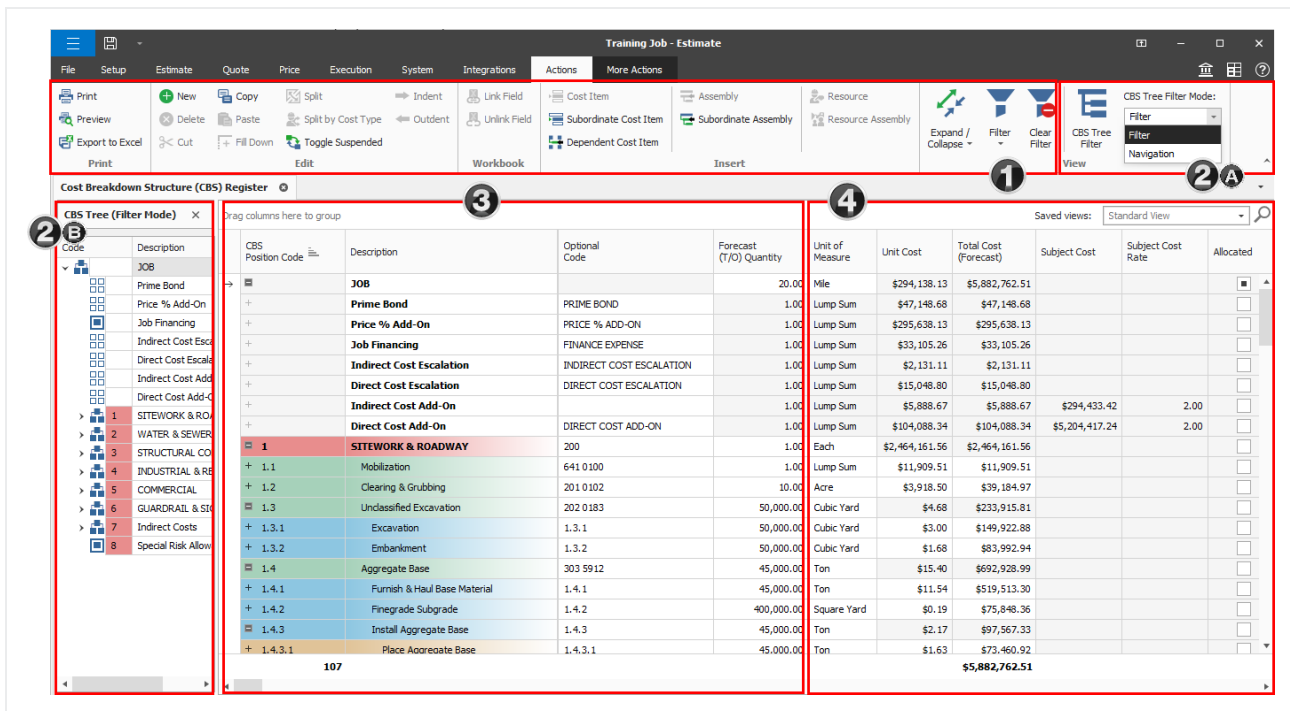 Training Job - Estimate
File Setup Estimate Quote Price Execution System Integrations Actions More Actions
Print New Copy Split Indent Link Field Cost Item Assembly Resource CBS Tree Filter Mode:
Preview Delete Paste Split by Cost Type Outdent Unlink Field Subordinate Cost Item Subordinate Assembly Resource Assembly Filter
Export to Excel Cut Fill Down Toggle Suspended Dependent Cost Item Expand / Collapse Filter Clear Filter CBS Tree Filter Filter
Navigation
Print Edit Workbook Insert View
1 2 A
Cost Breakdown Structure (CBS) Register
3 4
CBS Tree (Filter Mode) Drag columns here to group Saved views: Standard View
2 B
Code Description CBS Position Code Description Optional Code Forecast (T/O) Quantity Unit of Measure Unit Cost Total Cost (Forecast) Subject Cost Subject Cost Rate Allocated
JOB
Prime Bond
Price % Add-On
Job Financing
Indirect Cost Esca
Direct Cost Escala
Indirect Cost Add
Direct Cost Add-O
1 SITEWORK & ROA
2 WATER & SEWER
3 STRUCTURAL CO
4 INDUSTRIAL & RE
5 COMMERCIAL
6 GUARDRAIL & SIG
7 Indirect Costs
8 Special Risk Allow
JOB 20.00 Mile $294,138.13 $5,882,762.51
Prime Bond PRIME BOND 1.00 Lump Sum $47,148.68 $47,148.68
Price % Add-On PRICE % ADD-ON 1.00 Lump Sum $295,638.13 $295,638.13
Job Financing FINANCE EXPENSE 1.00 Lump Sum $33,105.26 $33,105.26
Indirect Cost Escalation INDIRECT COST ESCALATION 1.00 Lump Sum $2,131.11 $2,131.11
Direct Cost Escalation DIRECT COST ESCALATION 1.00 Lump Sum $15,048.80 $15,048.80
Indirect Cost Add-On 1.00 Lump Sum $5,888.67 $5,888.67 $294,433.42 2.00
Direct Cost Add-On DIRECT COST ADD-ON 1.00 Lump Sum $104,088.34 $104,088.34 $5,204,417.24 2.00
1 SITEWORK & ROADWAY 200 1.00 Each $2,464,161.56 $2,464,161.56
1.1 Mobilization 641 0100 1.00 Lump Sum $11,909.51 $11,909.51
1.2 Clearing & Grubbing 201 0102 10.00 Acre $3,918.50 $39,184.97
1.3 Unclassified Excavation 202 0183 50,000.00 Cubic Yard $4.68 $233,915.81
1.3.1 Excavation 1.3.1 50,000.00 Cubic Yard $3.00 $149,922.88
1.3.2 Embankment 1.3.2 50,000.00 Cubic Yard $1.68 $83,992.94
1.4 Aggregate Base 303 5912 45,000.00 Ton $15.40 $692,928.99
1.4.1 Furnish & Haul Base Material 1.4.1 45,000.00 Ton $11.54 $519,513.30
1.4.2 Finegrade Subgrade 1.4.2 400,000.00 Square Yard $0.19 $75,848.36
1.4.3 Install Aggregate Base 1.4.3 45,000.00 Ton $2.17 $97,567.33
1.4.3.1 Place Aggregate Base 1.4.3.1 45,000.00 Ton $1.63 $73,460.92
107 $5,882,762.51